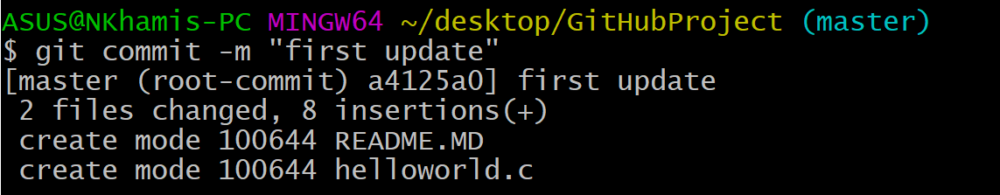 ASUS@NKhamis-PC MINGW64 ~/desktop/GitHubProject (master)
$ git commit -m "first update"
[master (root-commit) a4125a0] first update
 2 files changed, 8 insertions(+)
 create mode 100644 README.MD
 create mode 100644 helloworld.c